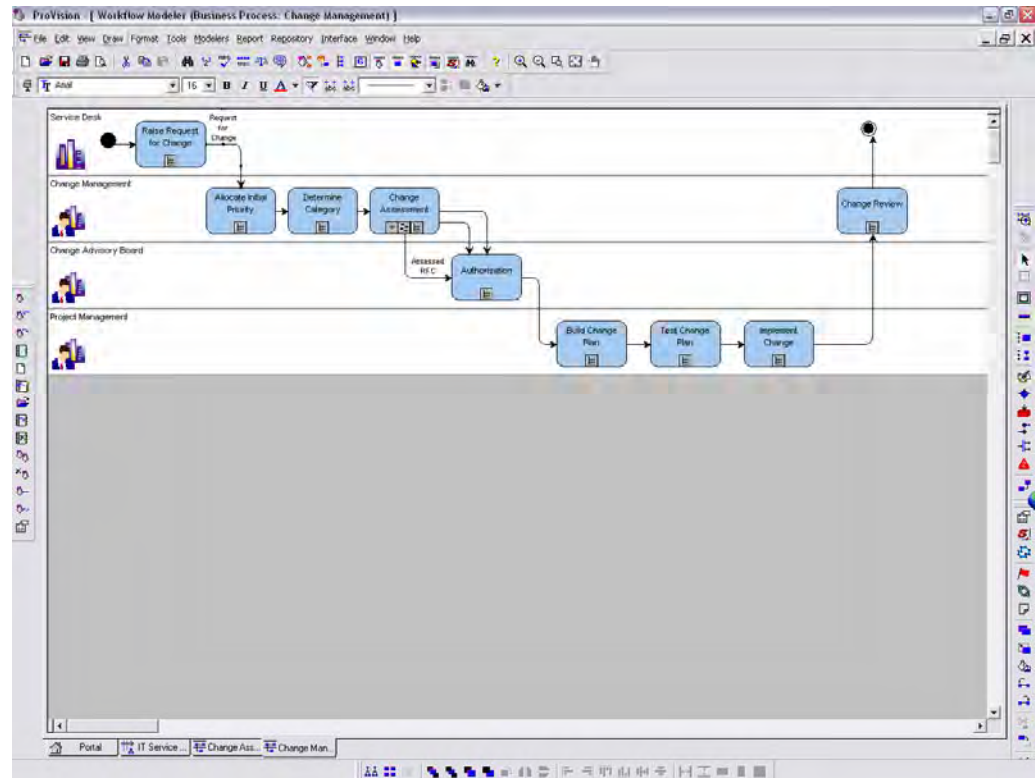 ProVision - [ Workflow Modeler (Business Process: Change Management) ]
File Edit View Draw Format Tools Modelers Report Repository Interface Window Help
Arial 16 B I U A
Service Desk
Raise Request
for Change
Request
for
Change
Change Management
Allocate Initial
Priority
Determine
Category
Change
Assessment
Change Review
Change Advisory Board
Assessed
RFC
Authorisation
Project Management
Build Change
Plan
Test Change
Plan
Implement
Change
Portal IT Service ... Change Ass... Change Man...